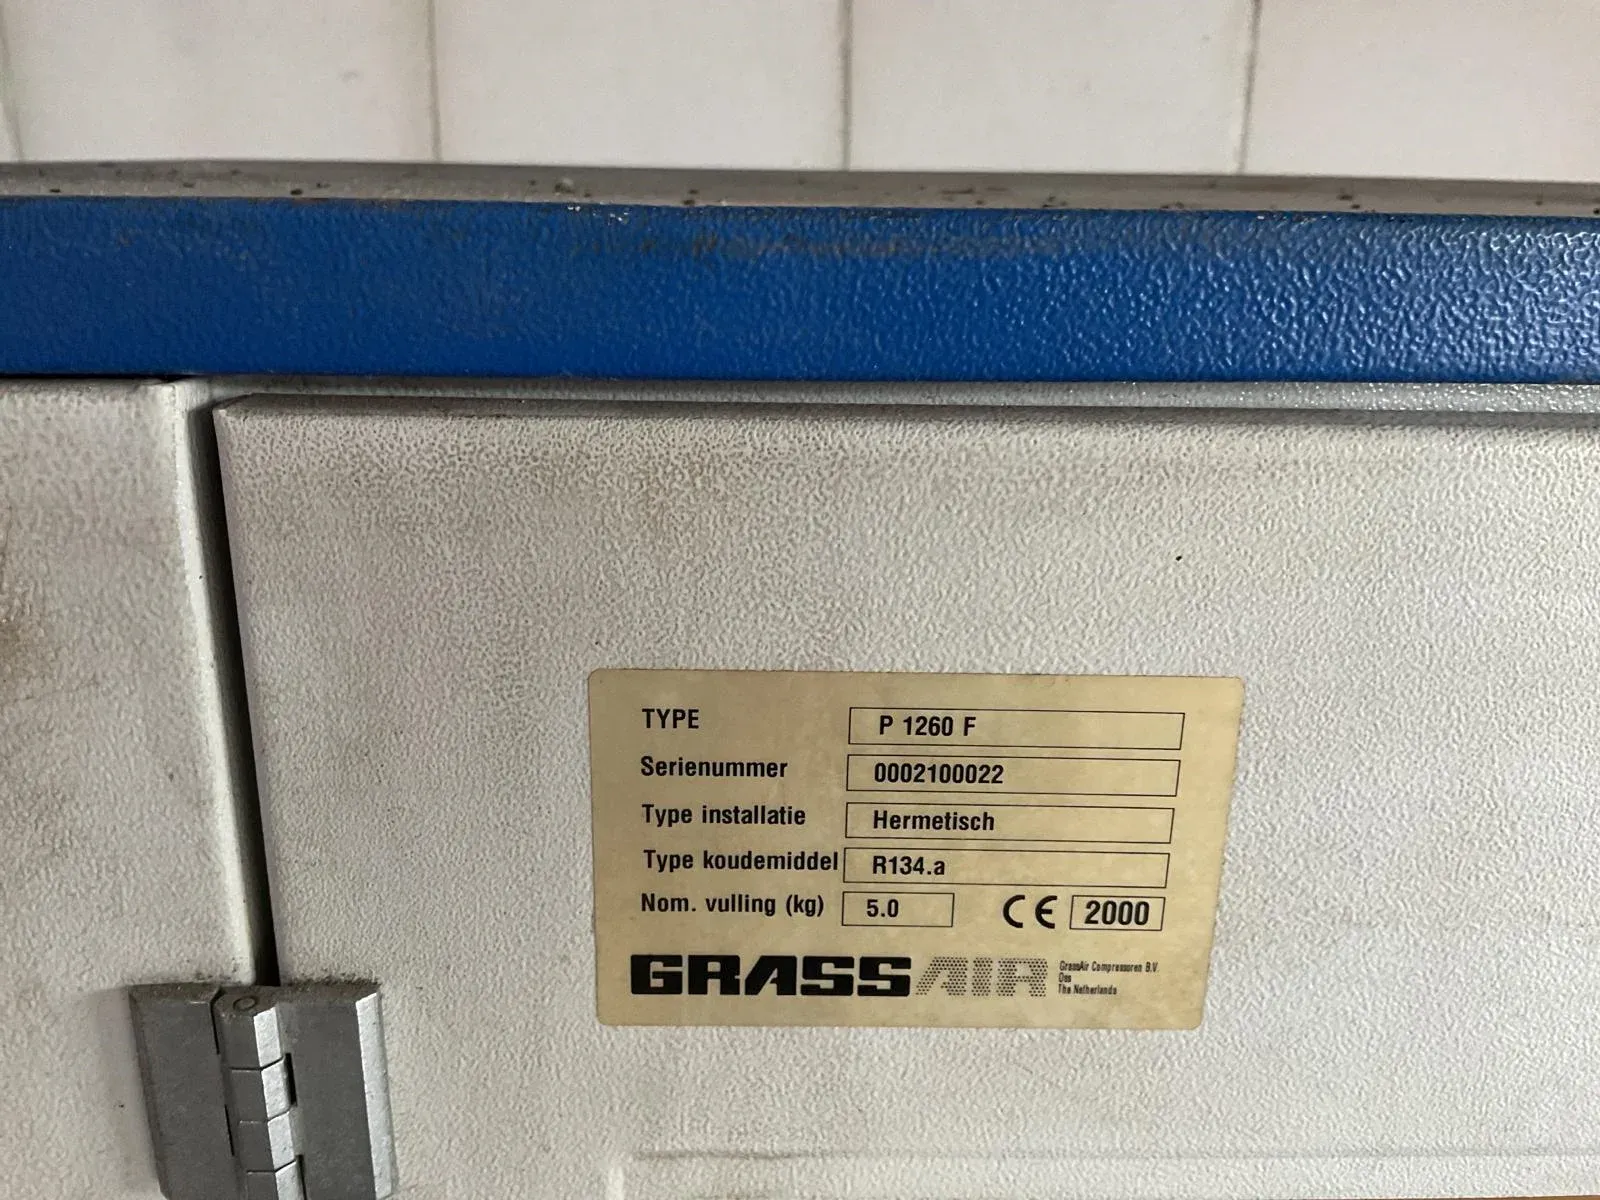 TYPE P 1260 F
Serienummer 0002100022
Type installatie Hermetisch
Type koudemiddel R134.a
Nom. vulling (kg) 5.0 CE 2000
GRASSAIR
GrassAir Compressoren B.V.
Oss
The Netherlands